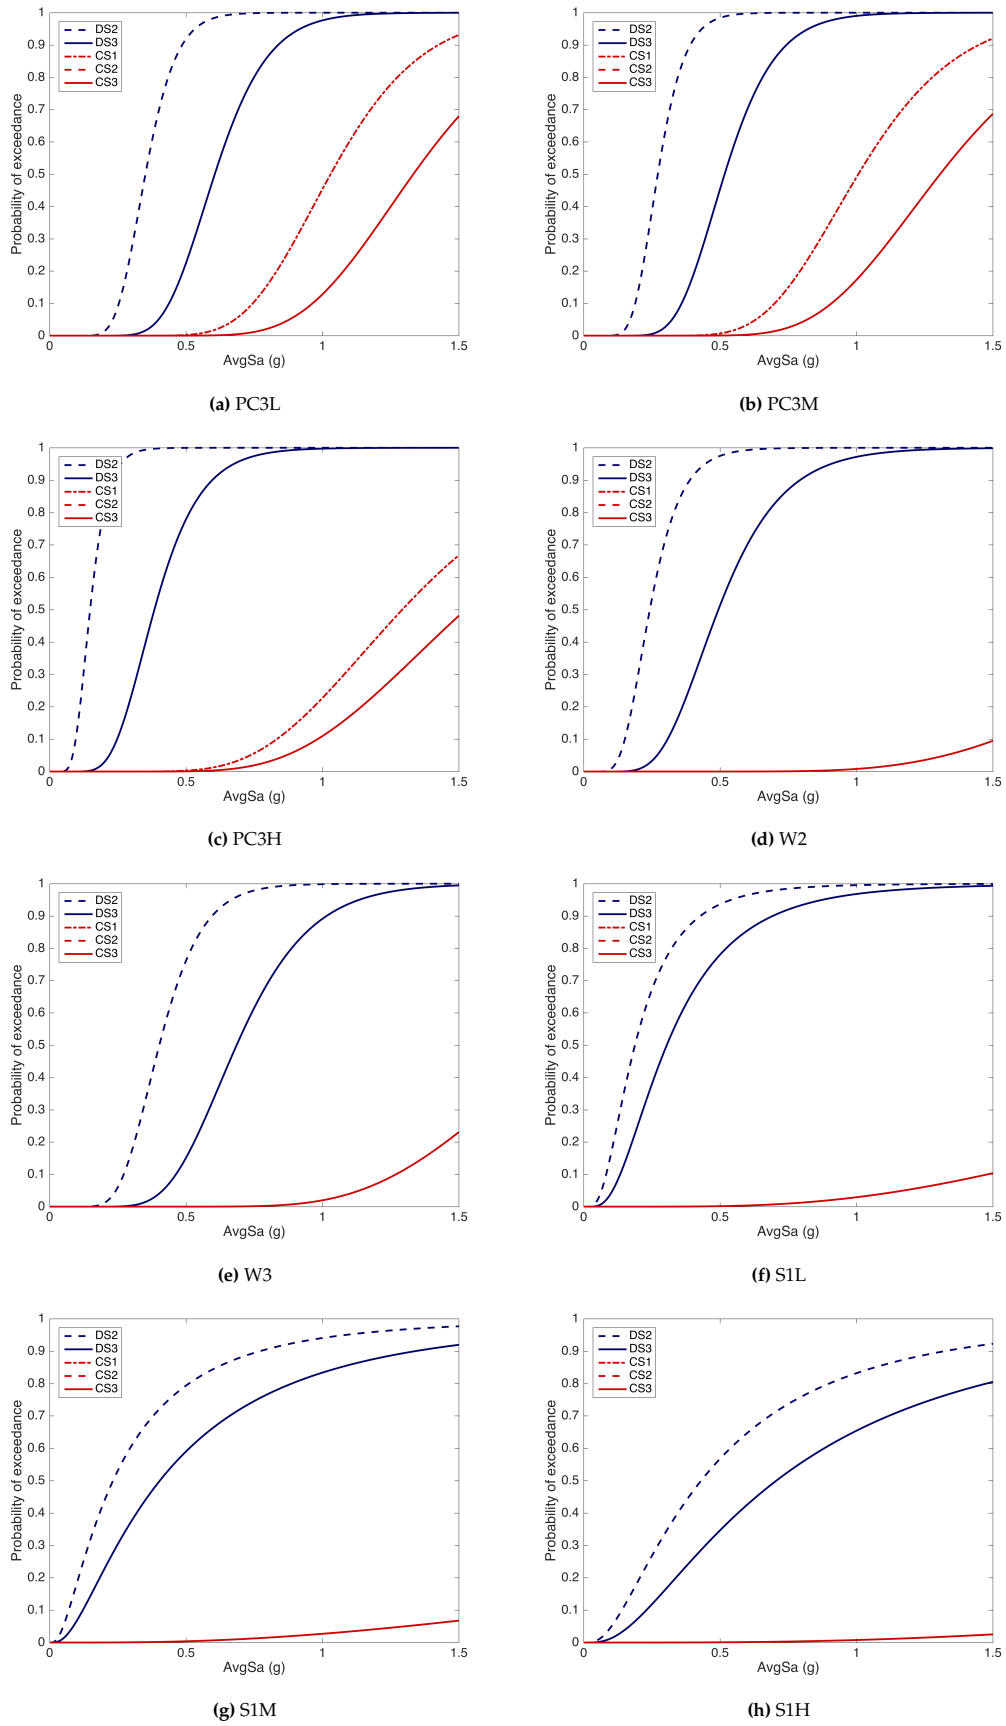 1
0.9
0.8
0.7
0.6
0.5
0.4
0.3
0.2
0.1
0
Probability of exceedance
DS2
DS3
CS1
CS2
CS3
0
0.5
1
1.5
AvgSa (g)
(a) PC3L
1
0.9
0.8
0.7
0.6
0.5
0.4
0.3
0.2
0.1
0
Probability of exceedance
DS2
DS3
CS1
CS2
CS3
0
0.5
1
1.5
AvgSa (g)
(b) PC3M
1
0.9
0.8
0.7
0.6
0.5
0.4
0.3
0.2
0.1
0
Probability of exceedance
DS2
DS3
CS1
CS2
CS3
0
0.5
1
1.5
AvgSa (g)
(c) PC3H
1
0.9
0.8
0.7
0.6
0.5
0.4
0.3
0.2
0.1
0
Probability of exceedance
DS2
DS3
CS1
CS2
CS3
0
0.5
1
1.5
AvgSa (g)
(d) W2
1
0.9
0.8
0.7
0.6
0.5
0.4
0.3
0.2
0.1
0
Probability of exceedance
DS2
DS3
CS1
CS2
CS3
0
0.5
1
1.5
AvgSa (g)
(e) W3
1
0.9
0.8
0.7
0.6
0.5
0.4
0.3
0.2
0.1
0
Probability of exceedance
DS2
DS3
CS1
CS2
CS3
0
0.5
1
1.5
AvgSa (g)
(f) S1L
1
0.9
0.8
0.7
0.6
0.5
0.4
0.3
0.2
0.1
0
Probability of exceedance
DS2
DS3
CS1
CS2
CS3
0
0.5
1
1.5
AvgSa (g)
(g) S1M
1
0.9
0.8
0.7
0.6
0.5
0.4
0.3
0.2
0.1
0
Probability of exceedance
DS2
DS3
CS1
CS2
CS3
0
0.5
1
1.5
AvgSa (g)
(h) S1H